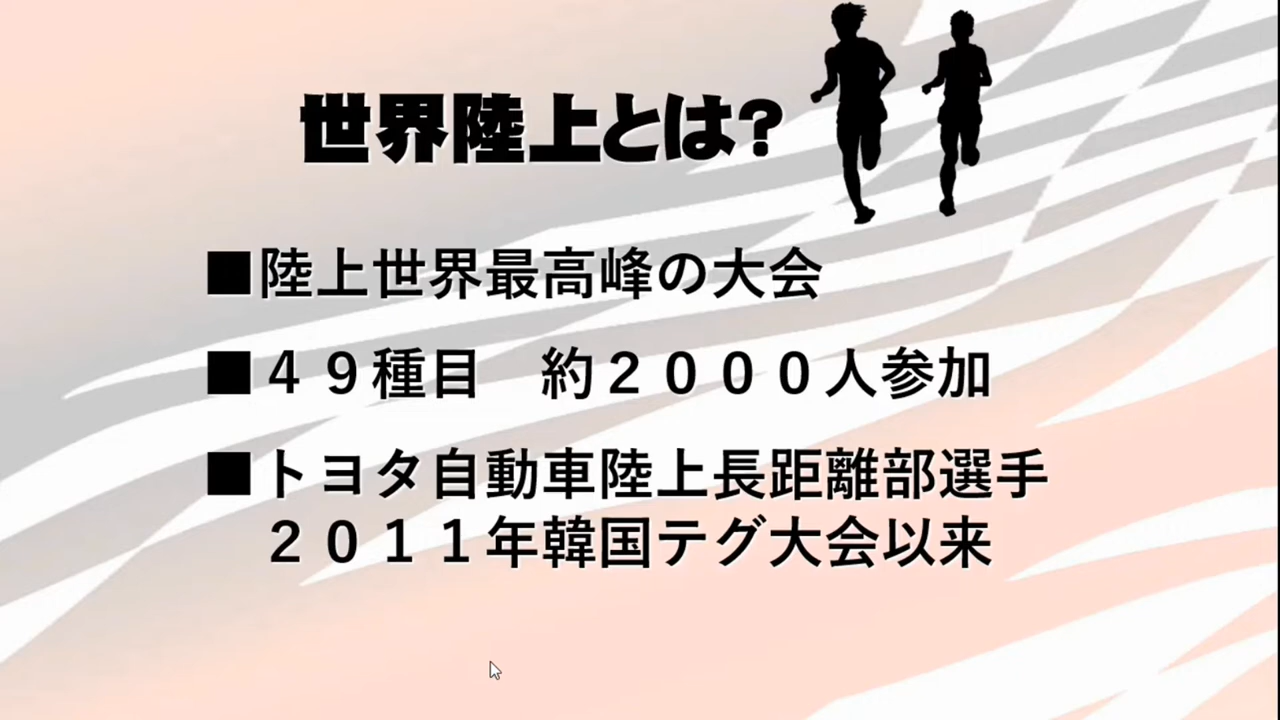 世界陸上とは?
■陸上世界最高峰の大会
■４９種目　約２０００人参加
■トヨタ自動車陸上長距離部選手
２０１１年韓国テグ大会以来